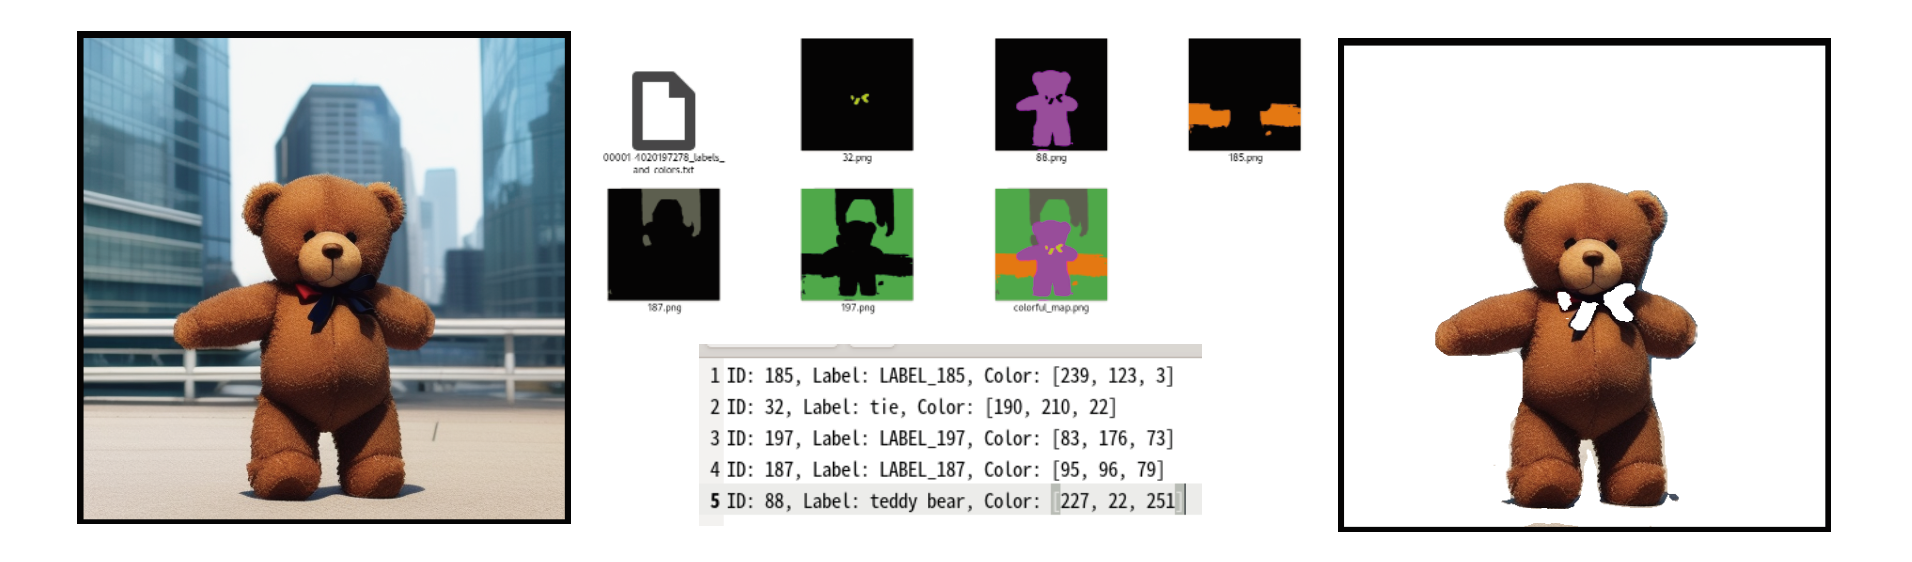 00001-4020197278_labels_
and_colors.txt
32.png
88.png
185.png
187.png
197.png
colorful_map.png
1 ID: 185, Label: LABEL_185, Color: [239, 123, 3]
2 ID: 32, Label: tie, Color: [190, 210, 22]
3 ID: 197, Label: LABEL_197, Color: [83, 176, 73]
4 ID: 187, Label: LABEL_187, Color: [95, 96, 79]
5 ID: 88, Label: teddy bear, Color: [227, 22, 251]